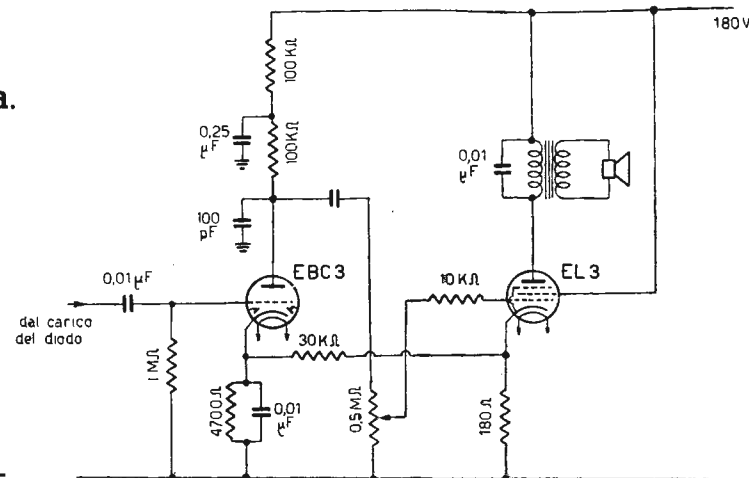 a.
180V
100KΩ
0,25
µF
100KΩ
0,01
µF
100
pF
EBC3
EL3
0,01µF
10KΩ
dal carico
del diodo
30KΩ
1MΩ
4700Ω
0,01
µF
0,5MΩ
180Ω